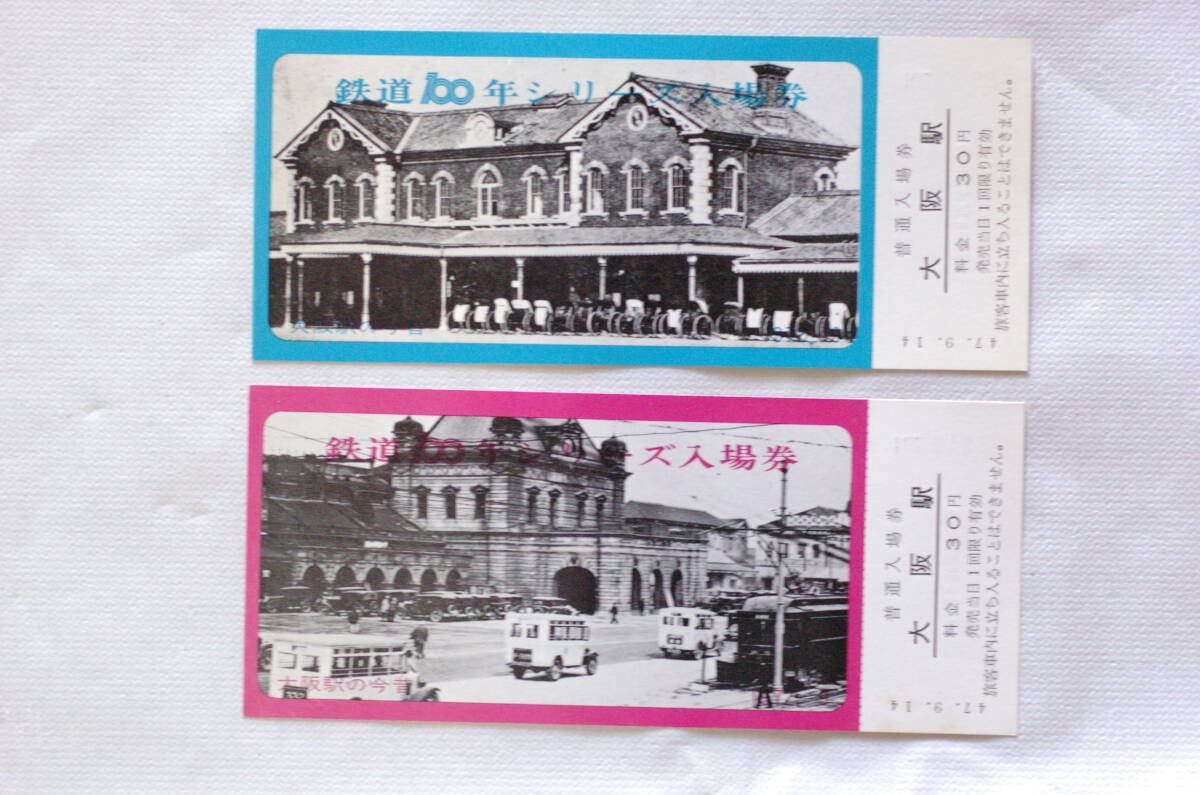 鉄道100年シリーズ入場券
大阪駅の今昔
普通入場券
大阪駅
料金 30円
発売当日1回限り有効
旅客車内に立ち入ることはできません。
47.9.14
鉄道100年シリーズ入場券
大阪駅の今昔
普通入場券
大阪駅
料金 30円
発売当日1回限り有効
旅客車内に立ち入ることはできません。
47.9.14